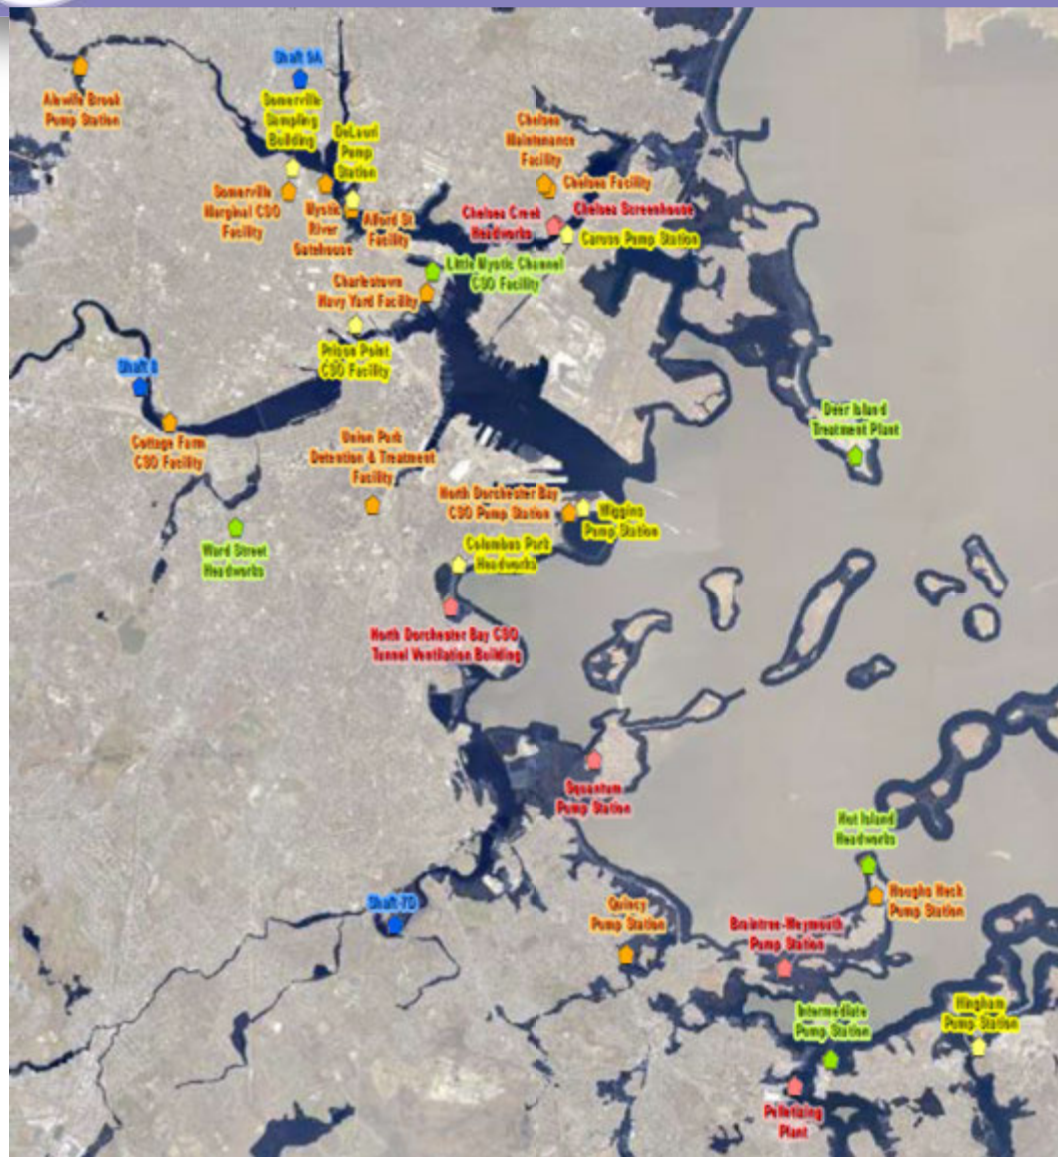 Shaft 9A
Alewife Brook
Pump Station
Somerville
Sampling
Building
DeLauri
Pump
Station
Chelsea
Maintenance
Facility
Chelsea Facility
Somerville
Marginal CSO
Facility
Mystic
River
Gatehouse
Alford St
Facility
Chelsea Creek
Headworks
Chelsea Screenhouse
Caruso Pump Station
Little Mystic Channel
CSO Facility
Charlestown
Navy Yard Facility
Prison Point
CSO Facility
Shaft 8
Cottage Farm
CSO Facility
Deer Island
Treatment Plant
Union Park
Detention & Treatment
Facility
North Dorchester Bay
CSO Pump Station
Wiggins
Pump Station
Ward Street
Headworks
Columbus Park
Headworks
North Dorchester Bay CSO
Tunnel Ventilation Building
Squantum
Pump Station
Nut Island
Headworks
Houghs Neck
Pump Station
Shaft-7D
Quincy
Pump Station
Braintree-Weymouth
Pump Station
Intermediate
Pump Station
Hingham
Pump Station
Pelletizing
Plant